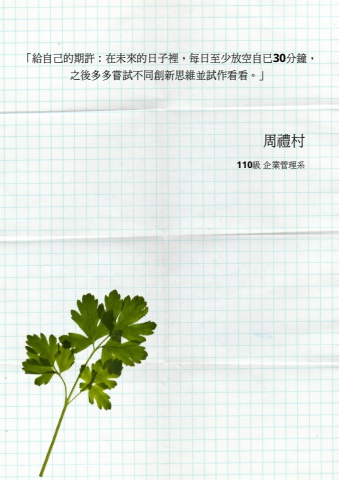 「給自己的期許：在未來的日子裡，每日至少放空自已30分鐘，
之後多多嘗試不同創新思維並試作看看。」
周禮村
110級 企業管理系